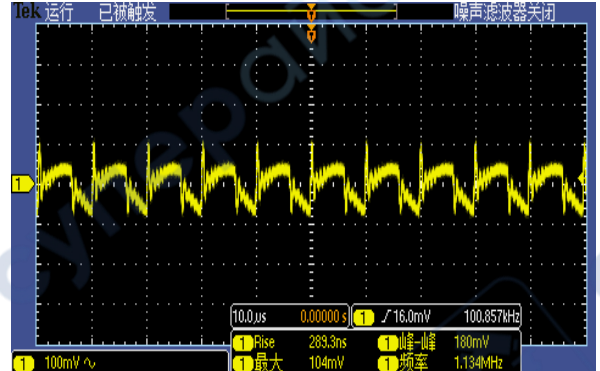 Tek 运行 已被触发 噪声滤波器关闭
1
10.0µs 0.00000 s 1 ∫ 16.0mV 100.857kHz
1 Rise 289.3ns 1 峰-峰 180mV
1 100mV ∿ 1 最大 104mV 1 频率 1.134MHz